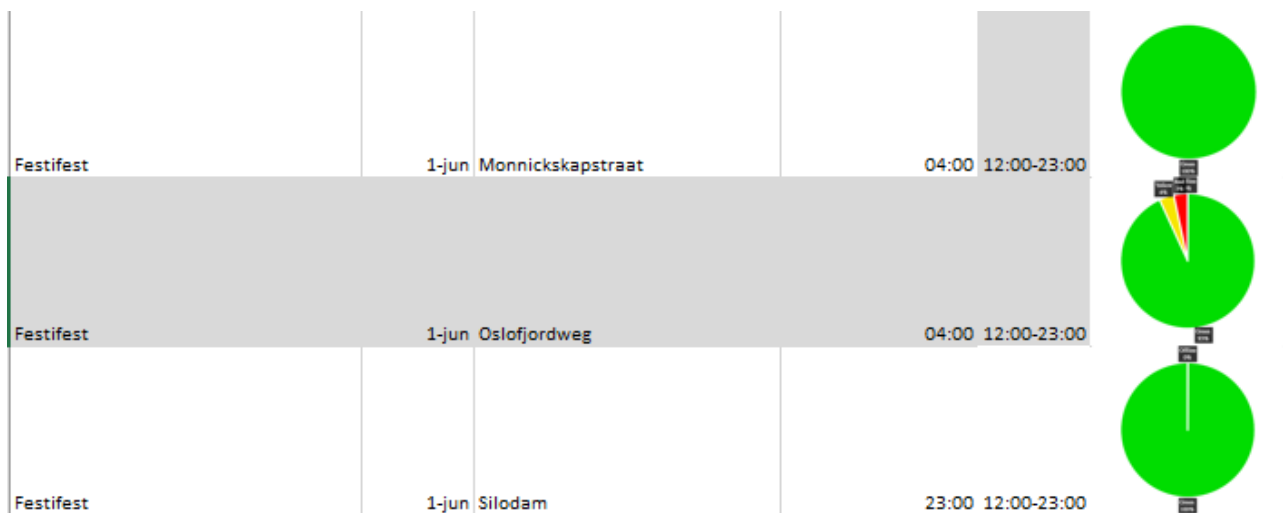 Festifest 1-jun Monnickskapstraat 04:00 12:00-23:00
Festifest 1-jun Oslofjordweg 04:00 12:00-23:00
Festifest 1-jun Silodam 23:00 12:00-23:00